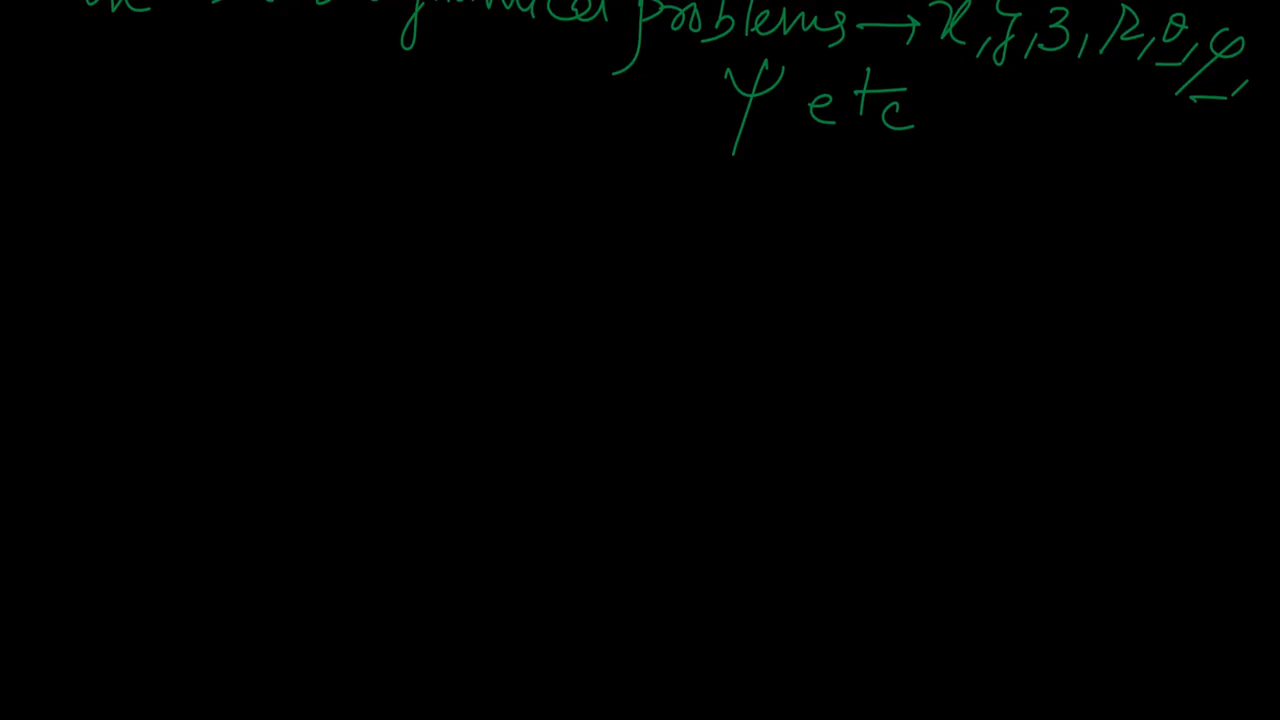 problems → x, y, z, r, θ, φ,
ψ etc